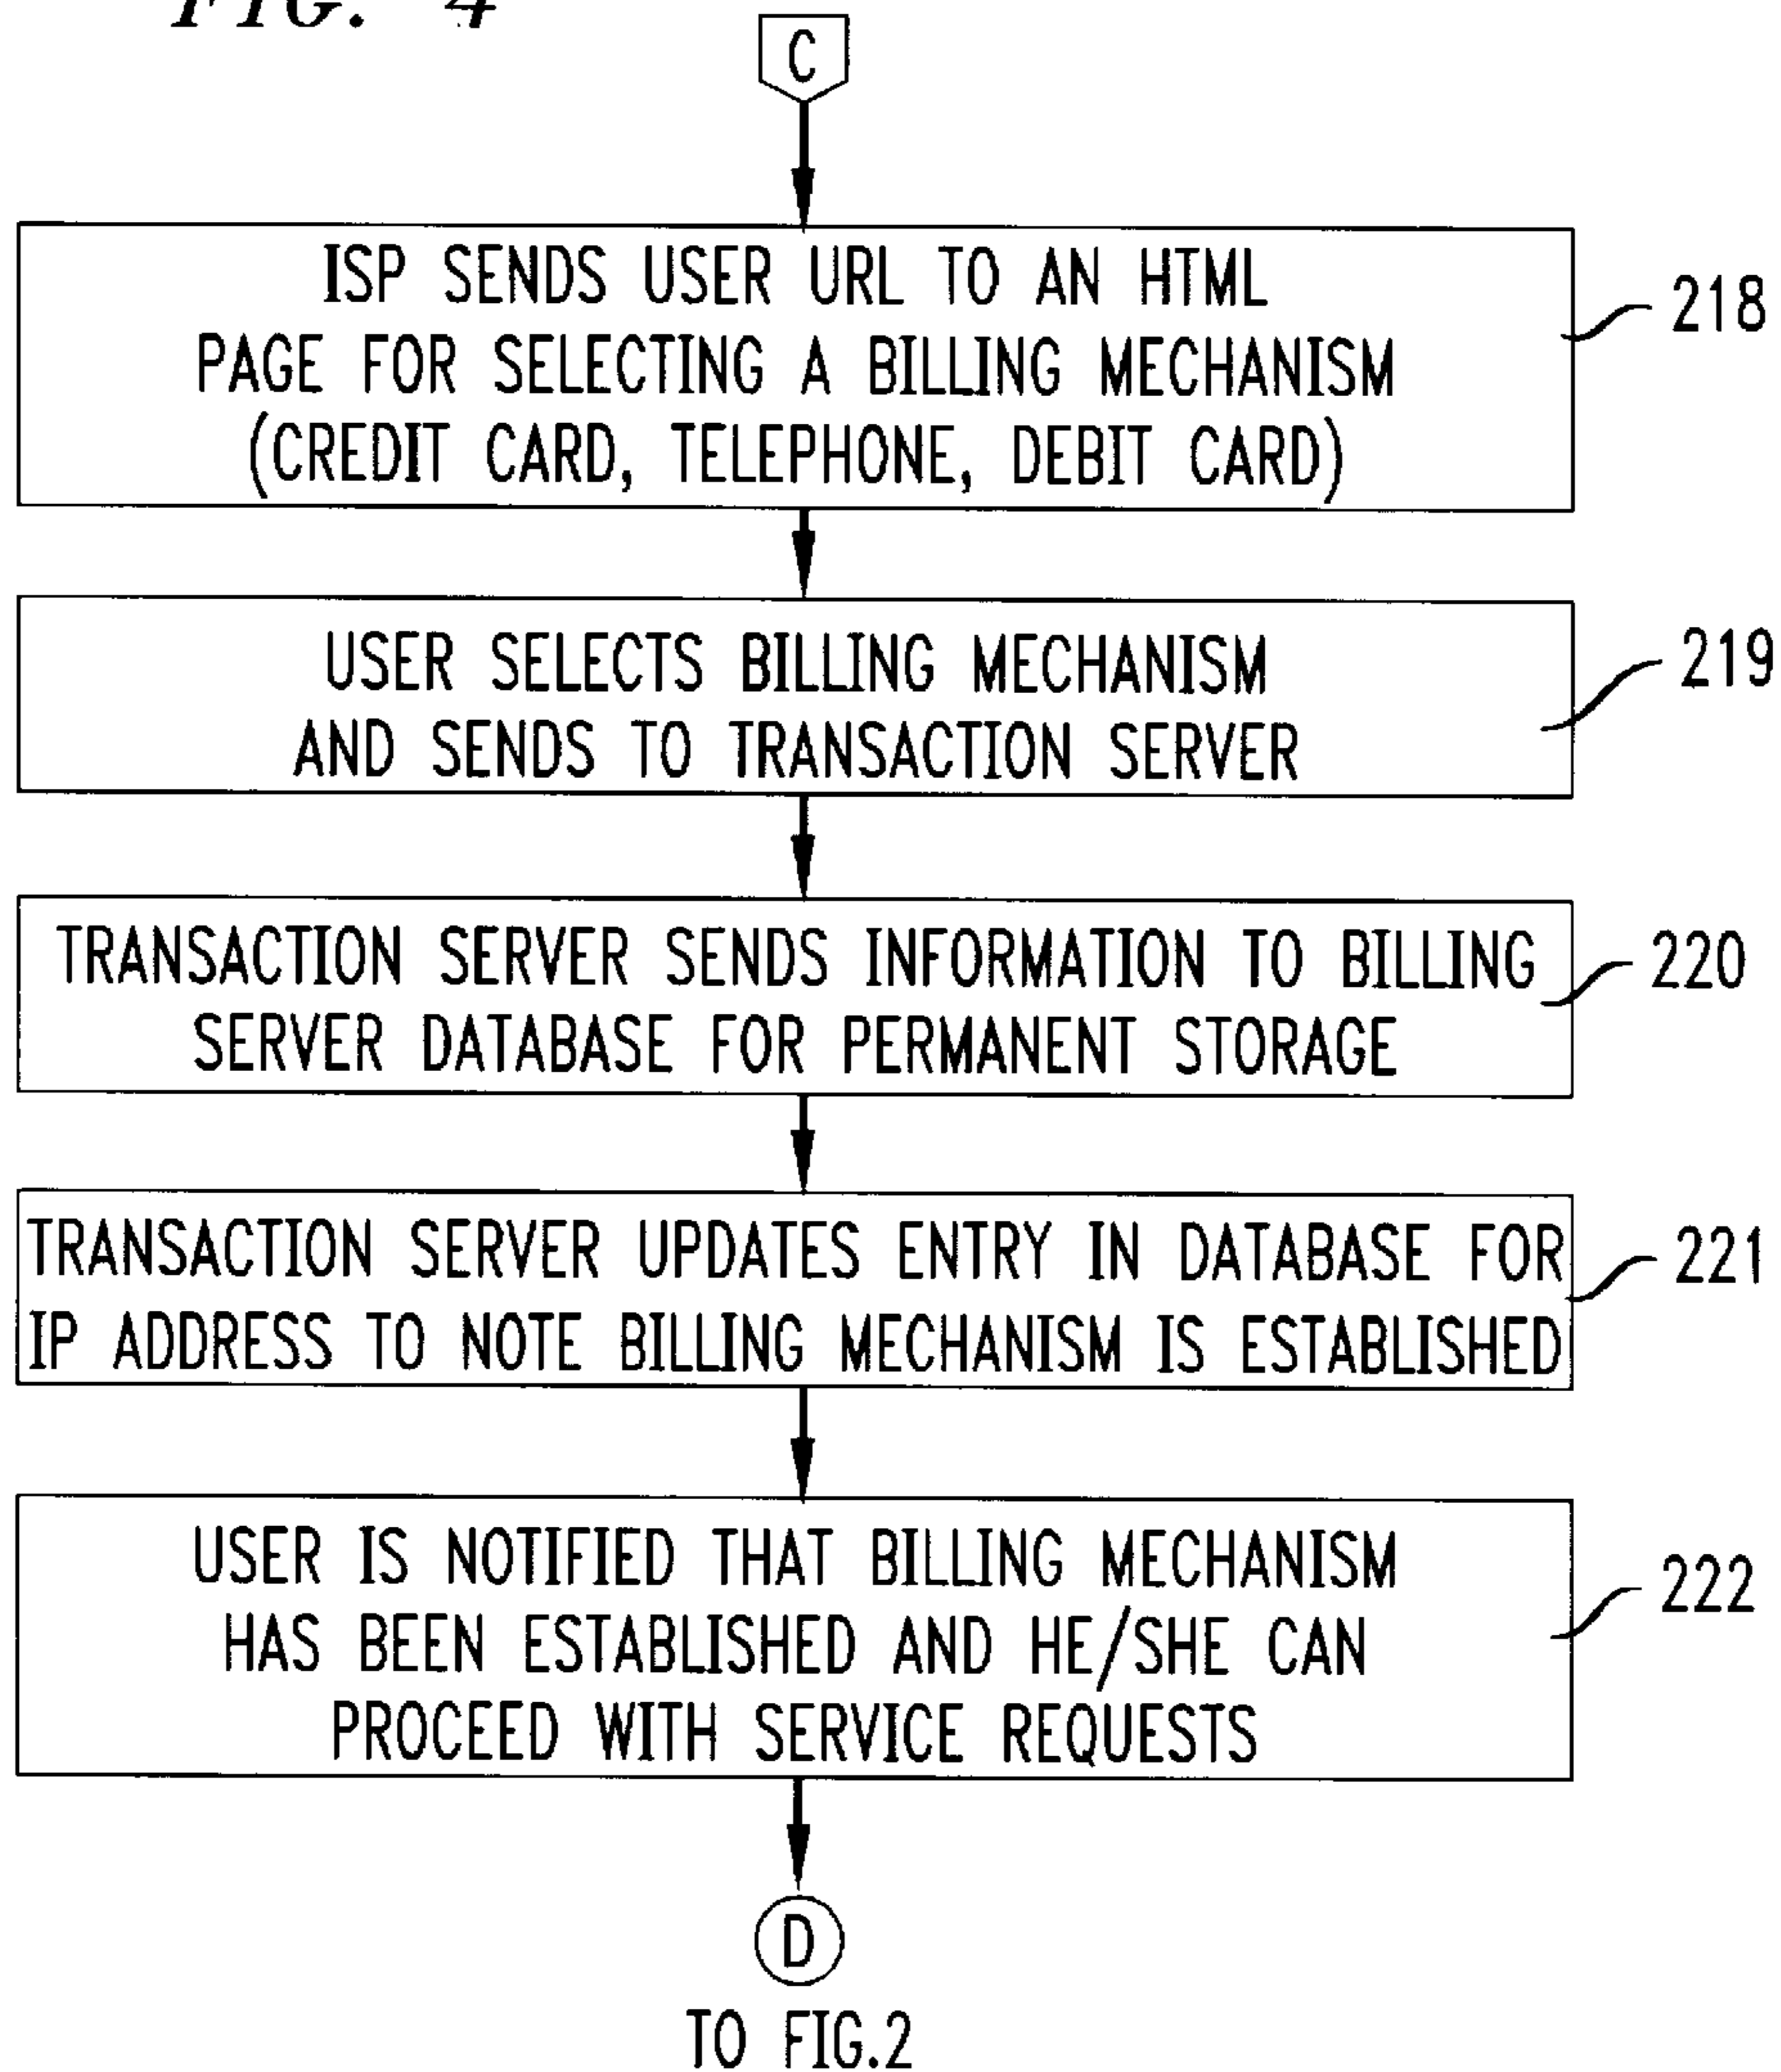 FIG. 4
C
ISP SENDS USER URL TO AN HTML
PAGE FOR SELECTING A BILLING MECHANISM
(CREDIT CARD, TELEPHONE, DEBIT CARD)
218
USER SELECTS BILLING MECHANISM
AND SENDS TO TRANSACTION SERVER
219
TRANSACTION SERVER SENDS INFORMATION TO BILLING
SERVER DATABASE FOR PERMANENT STORAGE
220
TRANSACTION SERVER UPDATES ENTRY IN DATABASE FOR
IP ADDRESS TO NOTE BILLING MECHANISM IS ESTABLISHED
221
USER IS NOTIFIED THAT BILLING MECHANISM
HAS BEEN ESTABLISHED AND HE/SHE CAN
PROCEED WITH SERVICE REQUESTS
222
D
TO FIG.2